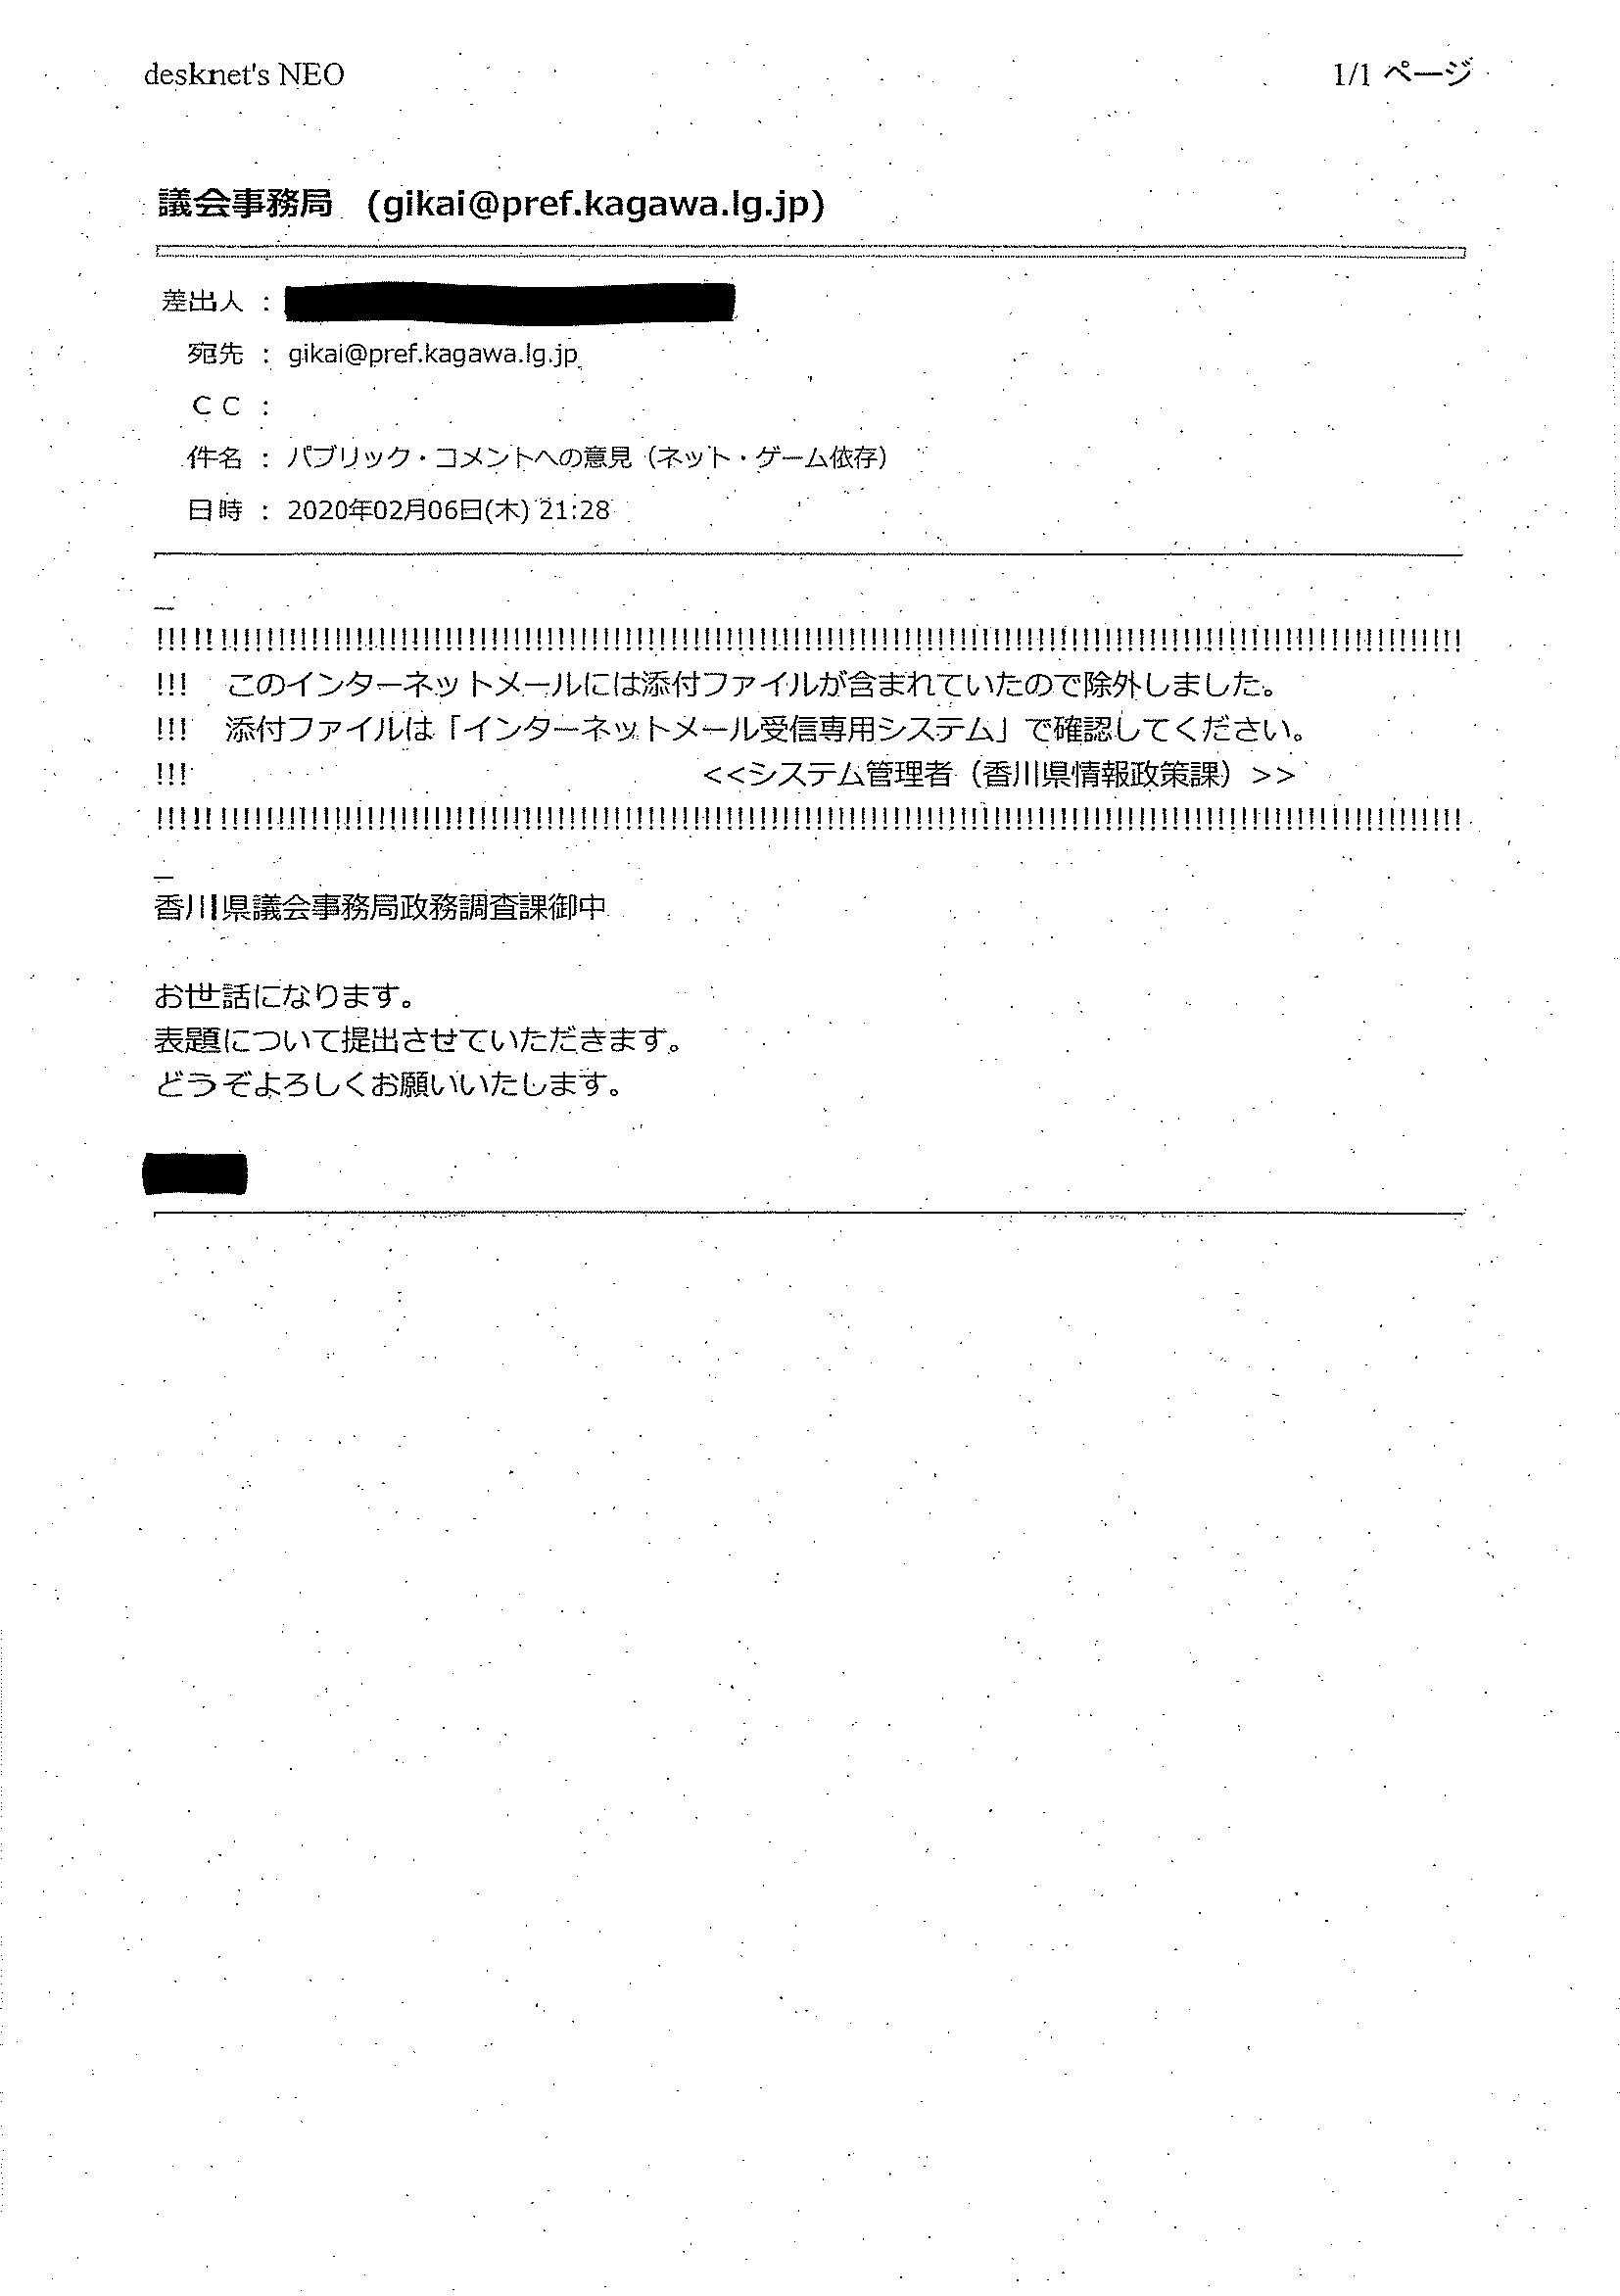 desknet's NEO
1/1 ページ
議会事務局 (gikai@pref.kagawa.lg.jp)
差出人 :
宛先 : gikai@pref.kagawa.lg.jp
ＣＣ :
件名 : パブリック・コメントへの意見（ネット・ゲーム依存）
日時 : 2020年02月06日(木) 21:28
!!!!!!!!!!!!!!!!!!!!!!!!!!!!!!!!!!!!!!!!!!!!!!!!!!!!!!!!!!!!!!!!!!!!!!!!!!!!!!!!!!!!!!!!!!!!!!!!!!!!!!!!!!!!!!!!!!!!
!!! このインターネットメールには添付ファイルが含まれていたので除外しました。
!!! 添付ファイルは「インターネットメール受信専用システム」で確認してください。
!!! <<システム管理者（香川県情報政策課）>>
!!!!!!!!!!!!!!!!!!!!!!!!!!!!!!!!!!!!!!!!!!!!!!!!!!!!!!!!!!!!!!!!!!!!!!!!!!!!!!!!!!!!!!!!!!!!!!!!!!!!!!!!!!!!!!!!!!!!
香川県議会事務局政務調査課御中
お世話になります。
表題について提出させていただきます。
どうぞよろしくお願いいたします。